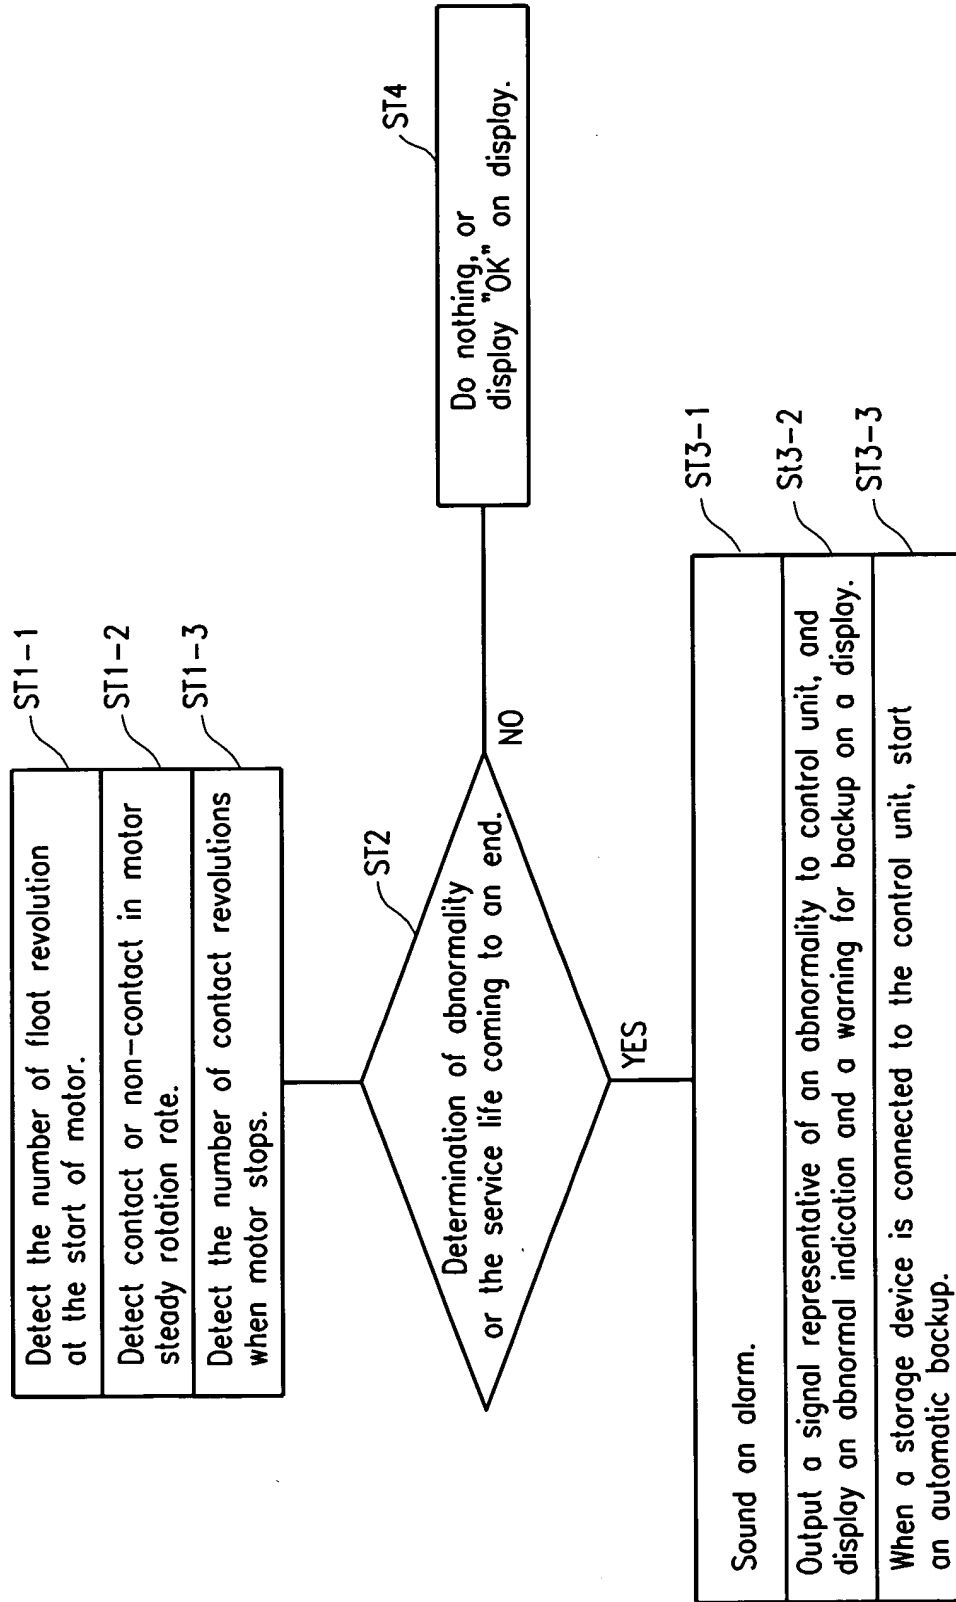 Detect the number of float revolution
at the start of motor.
ST1-1
Detect contact or non-contact in motor
steady rotation rate.
ST1-2
Detect the number of contact revolutions
when motor stops.
ST1-3
ST2
Determination of abnormality
or the service life coming to an end.
NO
YES
ST4
Do nothing, or
display "OK" on display.
Sound an alarm.
ST3-1
Output a signal representative of an abnormality to control unit, and
display an abnormal indication and a warning for backup on a display.
St3-2
When a storage device is connected to the control unit, start
an automatic backup.
ST3-3